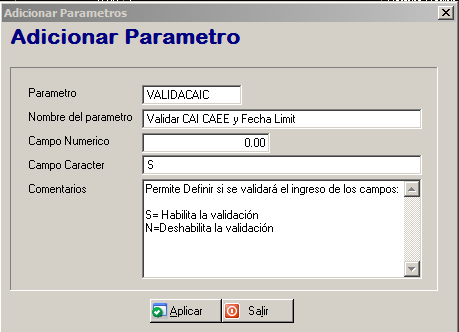 Adicionar Parametros
Adicionar Parametro
Parametro VALIDACAIC
Nombre del parametro Validar CAI CAEE y Fecha Limit
Campo Numerico 0.00
Campo Caracter S
Comentarios Permite Definir si se validará el ingreso de los campos:
S= Habilita la validación
N=Deshabilita la validación
Aplicar Salir